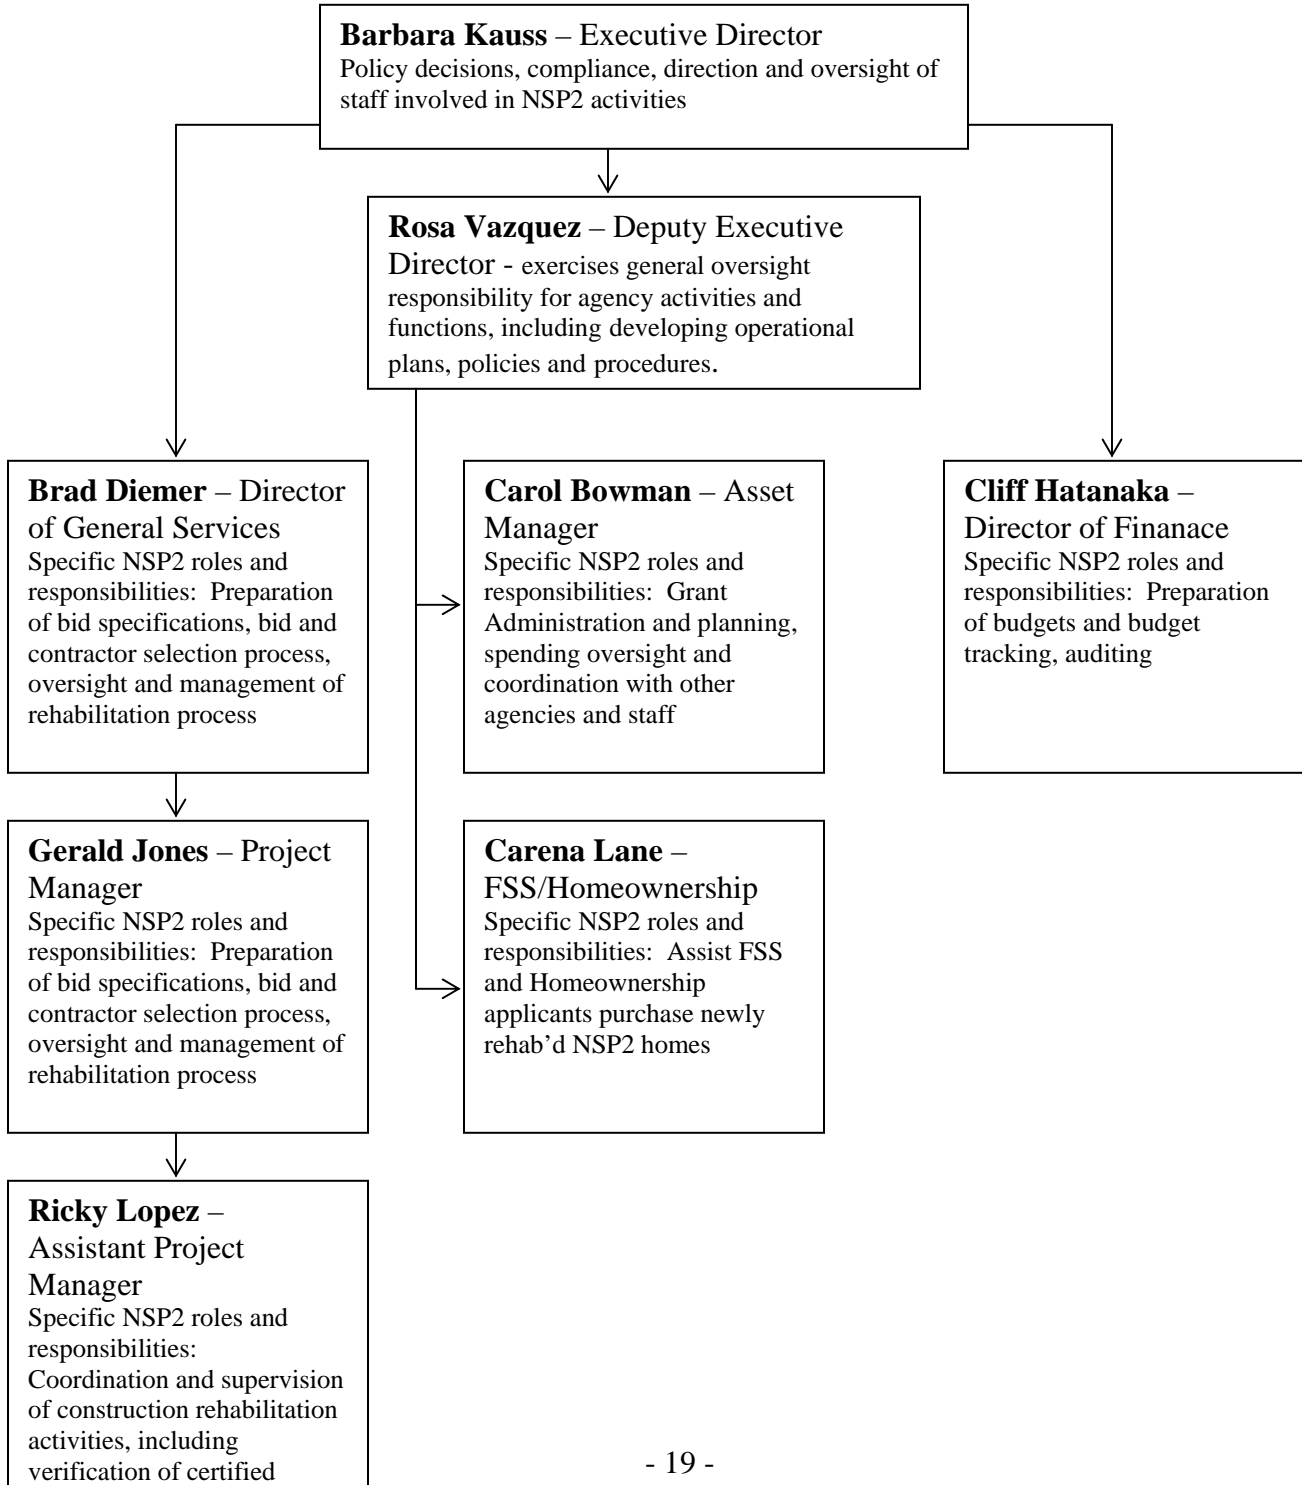 Barbara Kauss – Executive Director
Policy decisions, compliance, direction and oversight of
staff involved in NSP2 activities
Rosa Vazquez – Deputy Executive
Director - exercises general oversight
responsibility for agency activities and
functions, including developing operational
plans, policies and procedures.
Brad Diemer – Director
of General Services
Specific NSP2 roles and
responsibilities:  Preparation
of bid specifications, bid and
contractor selection process,
oversight and management of
rehabilitation process
Carol Bowman – Asset
Manager
Specific NSP2 roles and
responsibilities:  Grant
Administration and planning,
spending oversight and
coordination with other
agencies and staff
Cliff Hatanaka –
Director of Finanace
Specific NSP2 roles and
responsibilities:  Preparation
of budgets and budget
tracking, auditing
Gerald Jones – Project
Manager
Specific NSP2 roles and
responsibilities:  Preparation
of bid specifications, bid and
contractor selection process,
oversight and management of
rehabilitation process
Carena Lane –
FSS/Homeownership
Specific NSP2 roles and
responsibilities:  Assist FSS
and Homeownership
applicants purchase newly
rehab’d NSP2 homes
Ricky Lopez –
Assistant Project
Manager
Specific NSP2 roles and
responsibilities:
Coordination and supervision
of construction rehabilitation
activities, including
verification of certified
- 19 -